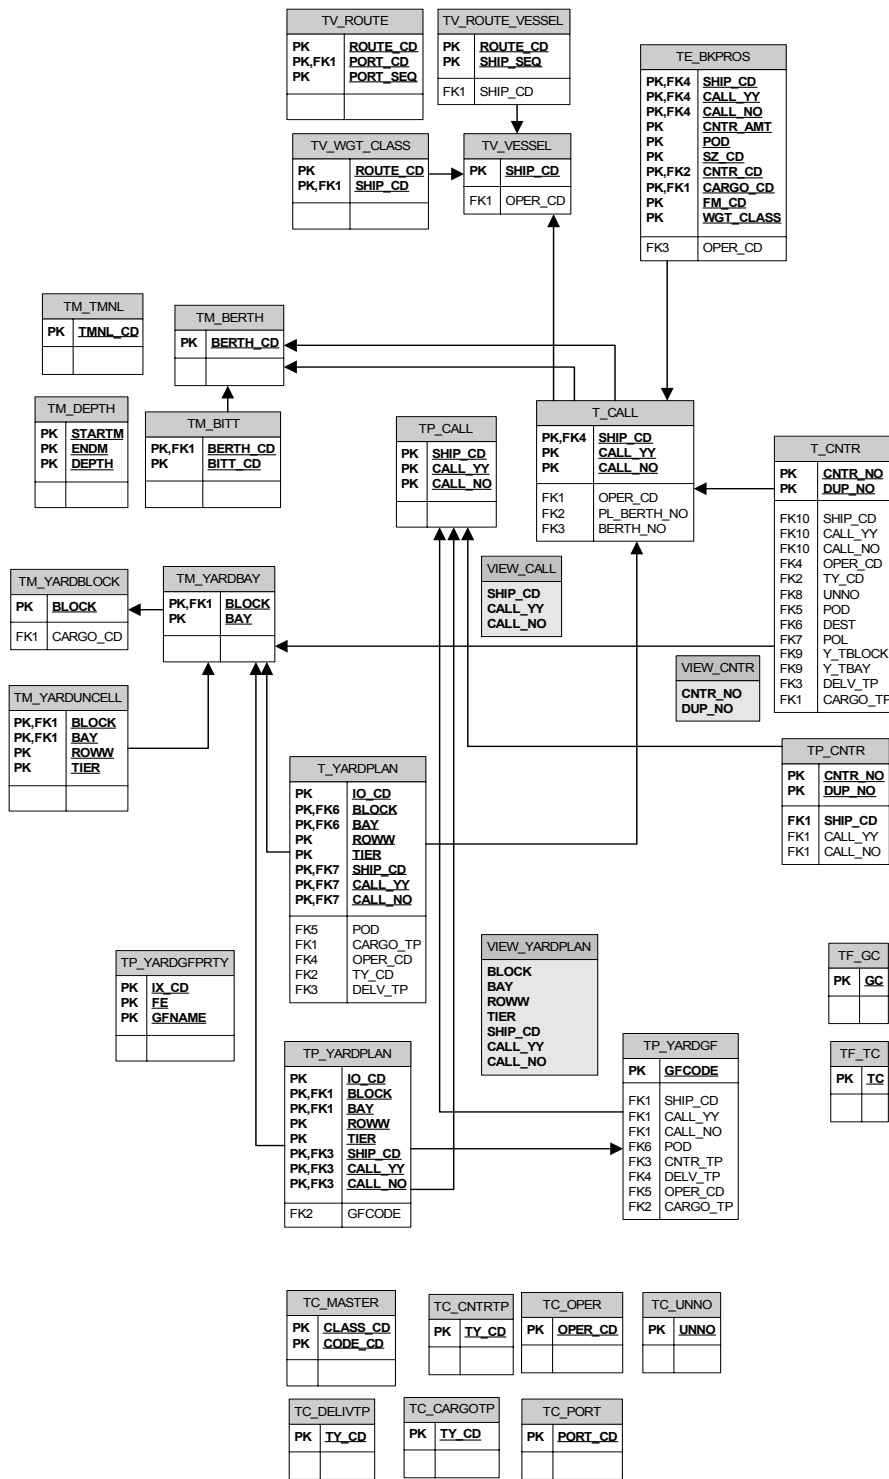 TV_ROUTE
PK ROUTE_CD
PK,FK1 PORT_CD
PK PORT_SEQ
TV_ROUTE_VESSEL
PK ROUTE_CD
PK SHIP_SEQ
FK1 SHIP_CD
TE_BKPROS
PK,FK4 SHIP_CD
PK,FK4 CALL_YY
PK,FK4 CALL_NO
PK CNTR_AMT
PK POD
PK SZ_CD
PK,FK2 CNTR_CD
PK,FK1 CARGO_CD
PK FM_CD
PK WGT_CLASS
FK3 OPER_CD
TV_WGT_CLASS
PK ROUTE_CD
PK,FK1 SHIP_CD
TV_VESSEL
PK SHIP_CD
FK1 OPER_CD
TM_TMNL
PK TMNL_CD
TM_BERTH
PK BERTH_CD
TM_DEPTH
PK STARTM
PK ENDM
PK DEPTH
TM_BITT
PK,FK1 BERTH_CD
PK BITT_CD
TP_CALL
PK SHIP_CD
PK CALL_YY
PK CALL_NO
T_CALL
PK,FK4 SHIP_CD
PK CALL_YY
PK CALL_NO
FK1 OPER_CD
FK2 PL_BERTH_NO
FK3 BERTH_NO
T_CNTR
PK CNTR_NO
PK DUP_NO
FK10 SHIP_CD
FK10 CALL_YY
FK10 CALL_NO
FK4 OPER_CD
FK2 TY_CD
FK8 UNNO
FK5 POD
FK6 DEST
FK7 POL
FK9 Y_TBLOCK
FK9 Y_TBAY
FK3 DELV_TP
FK1 CARGO_TP
VIEW_CALL
SHIP_CD
CALL_YY
CALL_NO
TM_YARDBLOCK
PK BLOCK
FK1 CARGO_CD
TM_YARDBAY
PK,FK1 BLOCK
PK BAY
VIEW_CNTR
CNTR_NO
DUP_NO
TM_YARDUNCELL
PK,FK1 BLOCK
PK,FK1 BAY
PK ROWW
PK TIER
T_YARDPLAN
PK IO_CD
PK,FK6 BLOCK
PK,FK6 BAY
PK ROWW
PK TIER
PK,FK7 SHIP_CD
PK,FK7 CALL_YY
PK,FK7 CALL_NO
FK5 POD
FK1 CARGO_TP
FK4 OPER_CD
FK2 TY_CD
FK3 DELV_TP
TP_CNTR
PK CNTR_NO
PK DUP_NO
FK1 SHIP_CD
FK1 CALL_YY
FK1 CALL_NO
TP_YARDGFPRTY
PK IX_CD
PK FE
PK GFNAME
VIEW_YARDPLAN
BLOCK
BAY
ROWW
TIER
SHIP_CD
CALL_YY
CALL_NO
TF_GC
PK GC
TP_YARDPLAN
PK IO_CD
PK,FK1 BLOCK
PK,FK1 BAY
PK ROWW
PK TIER
PK,FK3 SHIP_CD
PK,FK3 CALL_YY
PK,FK3 CALL_NO
FK2 GFCODE
TP_YARDGF
PK GFCODE
FK1 SHIP_CD
FK1 CALL_YY
FK1 CALL_NO
FK6 POD
FK3 CNTR_TP
FK4 DELV_TP
FK5 OPER_CD
FK2 CARGO_TP
TF_TC
PK TC
TC_MASTER
PK CLASS_CD
PK CODE_CD
TC_CNTRTP
PK TY_CD
TC_OPER
PK OPER_CD
TC_UNNO
PK UNNO
TC_DELIVTP
PK TY_CD
TC_CARGOTP
PK TY_CD
TC_PORT
PK PORT_CD